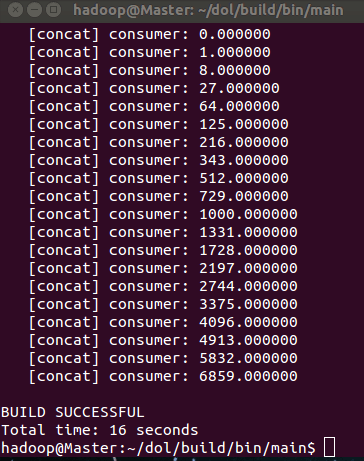 hadoop@Master: ~/dol/build/bin/main
[concat] consumer: 0.000000
[concat] consumer: 1.000000
[concat] consumer: 8.000000
[concat] consumer: 27.000000
[concat] consumer: 64.000000
[concat] consumer: 125.000000
[concat] consumer: 216.000000
[concat] consumer: 343.000000
[concat] consumer: 512.000000
[concat] consumer: 729.000000
[concat] consumer: 1000.000000
[concat] consumer: 1331.000000
[concat] consumer: 1728.000000
[concat] consumer: 2197.000000
[concat] consumer: 2744.000000
[concat] consumer: 3375.000000
[concat] consumer: 4096.000000
[concat] consumer: 4913.000000
[concat] consumer: 5832.000000
[concat] consumer: 6859.000000
BUILD SUCCESSFUL
Total time: 16 seconds
hadoop@Master:~/dol/build/bin/main$